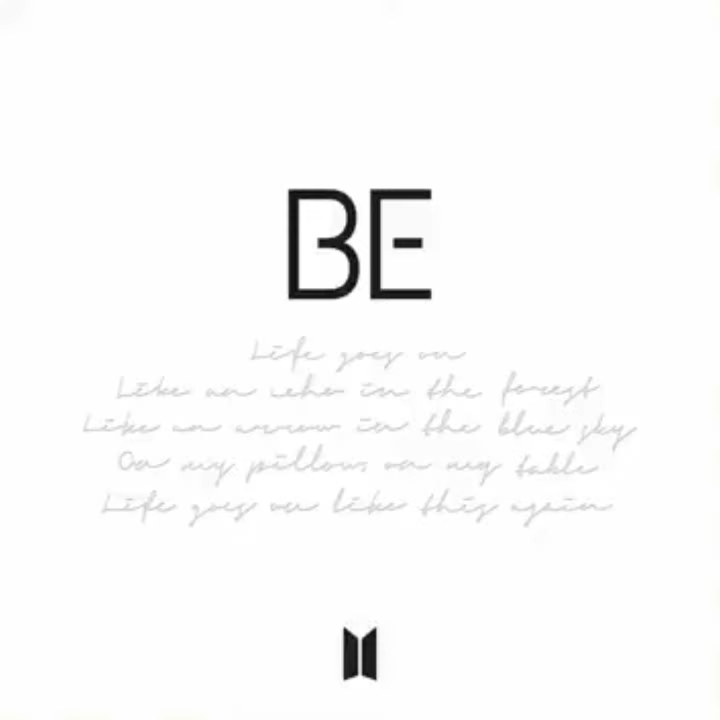 BE
Life goes on
Like an echo in the forest
Like an arrow in the blue sky
On my pillow, on my table
Life goes on like this again